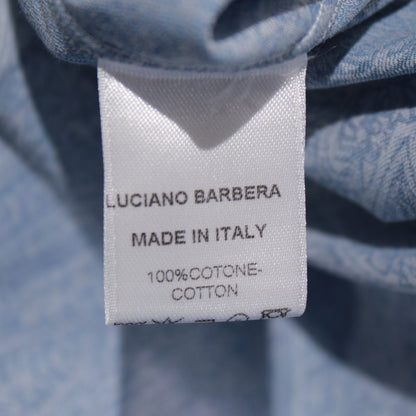 LUCIANO BARBERA
MADE IN ITALY
100%COTONE-
COTTON